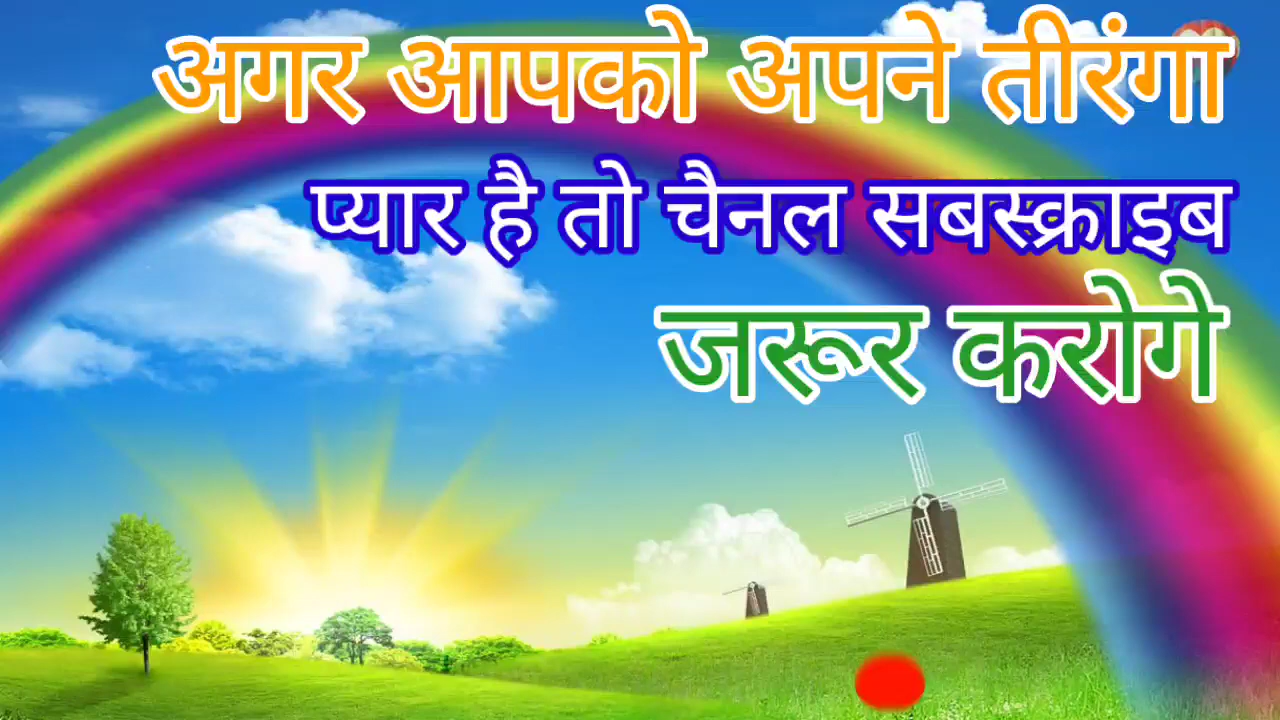 अगर आपको अपने तीरंगा
प्यार है तो चैनल सबस्क्राइब
जरूर करोगे